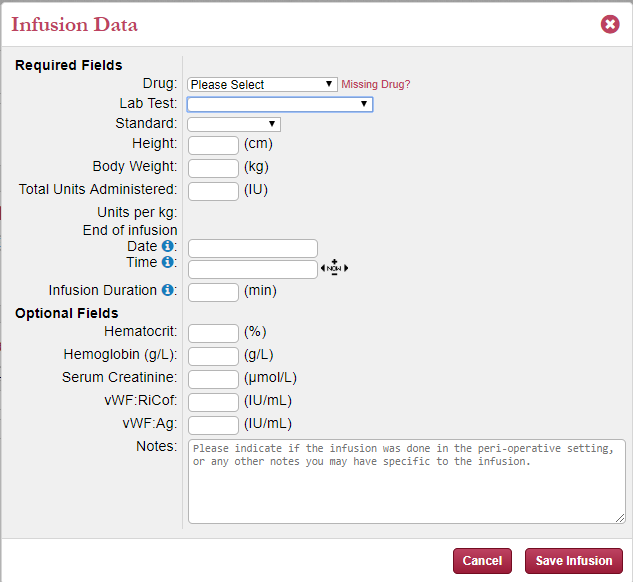 Infusion Data
Required Fields
Drug: Please Select Missing Drug?
Lab Test:
Standard:
Height: (cm)
Body Weight: (kg)
Total Units Administered: (IU)
Units per kg:
End of infusion
Date i:
Time i: NOW
Infusion Duration i: (min)
Optional Fields
Hematocrit: (%)
Hemoglobin (g/L): (g/L)
Serum Creatinine: (µmol/L)
vWF:RiCof: (IU/mL)
vWF:Ag: (IU/mL)
Notes: Please indicate if the infusion was done in the peri-operative setting,
or any other notes you may have specific to the infusion.
Cancel Save Infusion